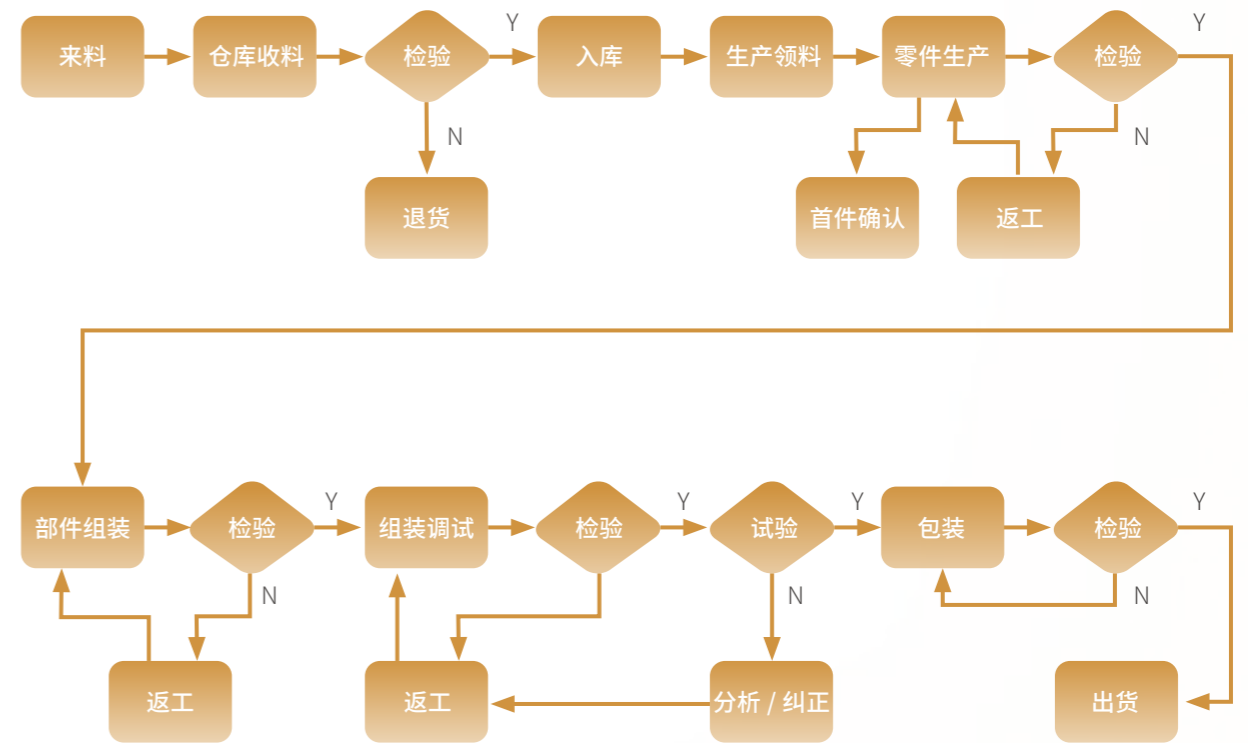 来料
仓库收料
检验
Y
入库
生产领料
零件生产
检验
Y
N
N
退货
首件确认
返工
部件组装
检验
Y
组装调试
检验
Y
试验
Y
包装
检验
Y
N
N
N
返工
返工
分析 / 纠正
出货